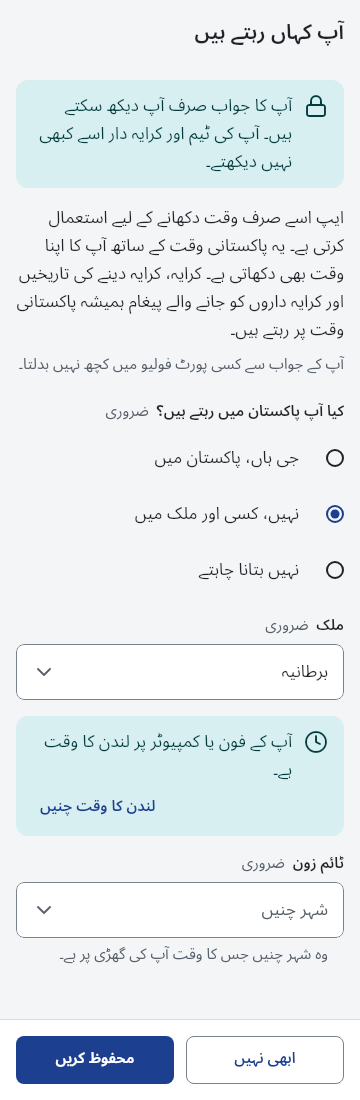 آپ کہاں رہتے ہیں
آپ کا جواب صرف آپ دیکھ سکتے
ہیں۔ آپ کی ٹیم اور کرایہ دار اسے کبھی
نہیں دیکھتے۔
ایپ اسے صرف وقت دکھانے کے لیے استعمال
کرتی ہے۔ یہ پاکستانی وقت کے ساتھ آپ کا اپنا
وقت بھی دکھاتی ہے۔ کرایہ، کرایہ دینے کی تاریخیں
اور کرایہ داروں کو جانے والے پیغام ہمیشہ پاکستانی
وقت پر رہتے ہیں۔
آپ کے جواب سے کسی پورٹ فولیو میں کچھ نہیں بدلتا۔
کیا آپ پاکستان میں رہتے ہیں؟ ضروری
جی ہاں، پاکستان میں
نہیں، کسی اور ملک میں
نہیں بتانا چاہتے
ملک ضروری
برطانیہ
آپ کے فون یا کمپیوٹر پر لندن کا وقت
ہے۔
لندن کا وقت چنیں
ٹائم زون ضروری
شہر چنیں
وہ شہر چنیں جس کا وقت آپ کی گھڑی پر ہے۔
ابھی نہیں
محفوظ کریں